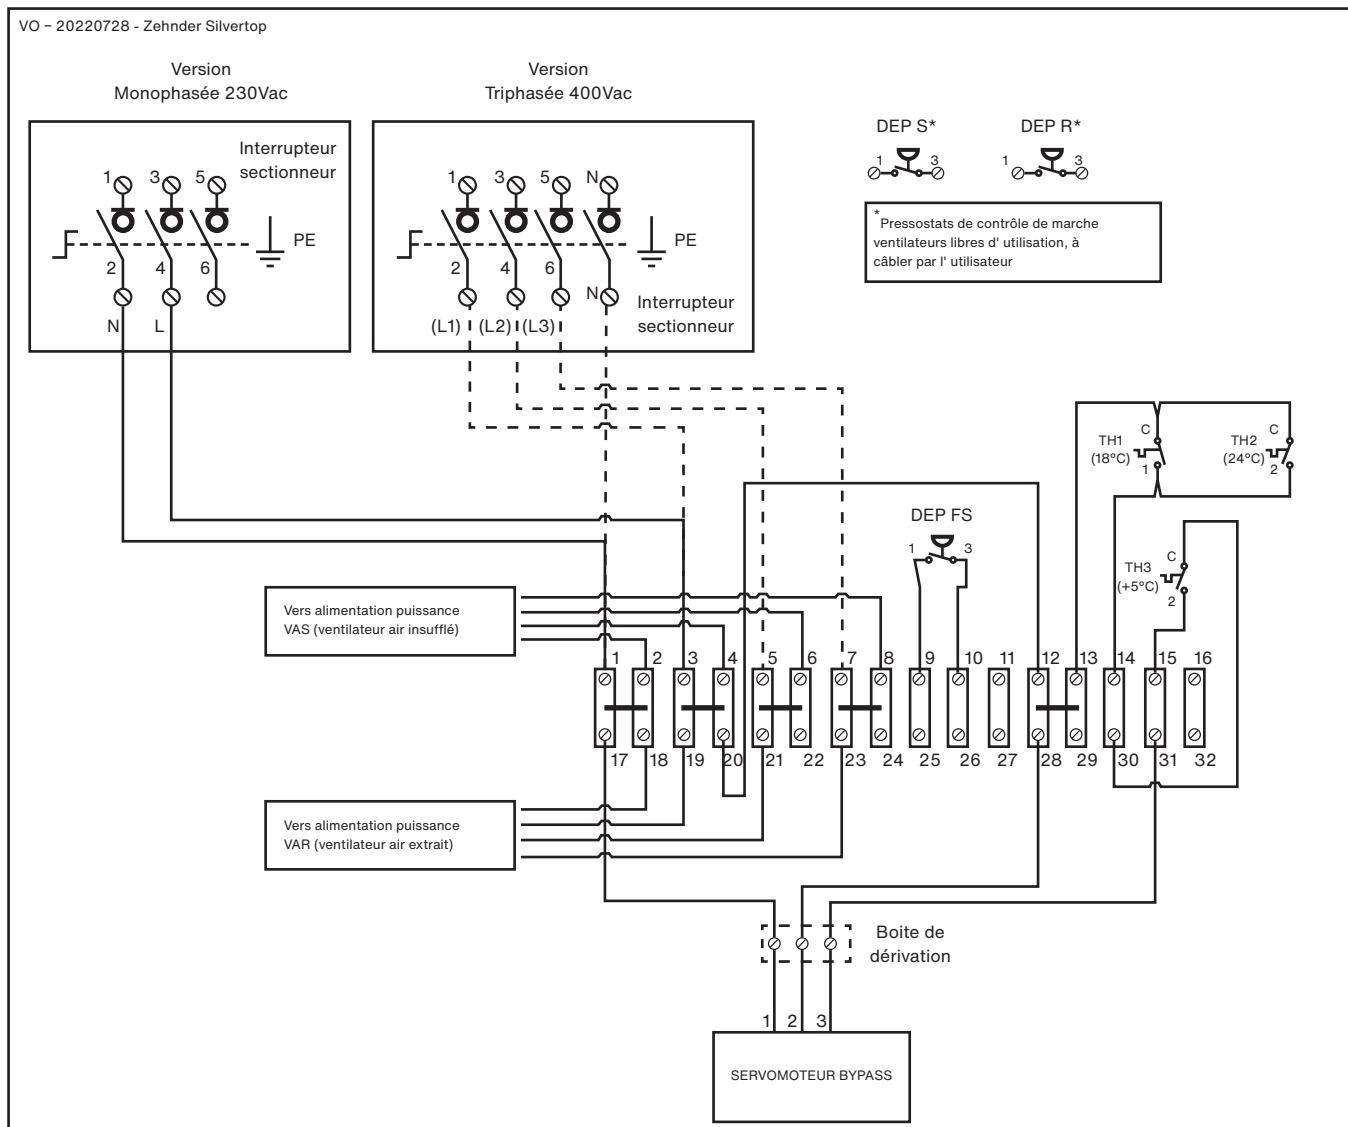 VO – 20220728 - Zehnder Silvertop
Version
Monophasée 230Vac
Version
Triphasée 400Vac
Interrupteur
sectionneur
1 3 5
PE
2 4 6
N L
1 3 5 N
PE
2 4 6 N
Interrupteur
sectionneur
(L1) (L2) (L3)
DEP S*
1 3
DEP R*
1 3
*Pressostats de contrôle de marche
ventilateurs libres d' utilisation, à
câbler par l' utilisateur
C
TH1
(18°C)
1
C
TH2
(24°C)
2
DEP FS
1 3
C
TH3
(+5°C)
2
Vers alimentation puissance
VAS (ventilateur air insufflé)
1 2 3 4 5 6 7 8 9 10 11 12 13 14 15 16
17 18 19 20 21 22 23 24 25 26 27 28 29 30 31 32
Vers alimentation puissance
VAR (ventilateur air extrait)
Boite de
dérivation
1 2 3
SERVOMOTEUR BYPASS